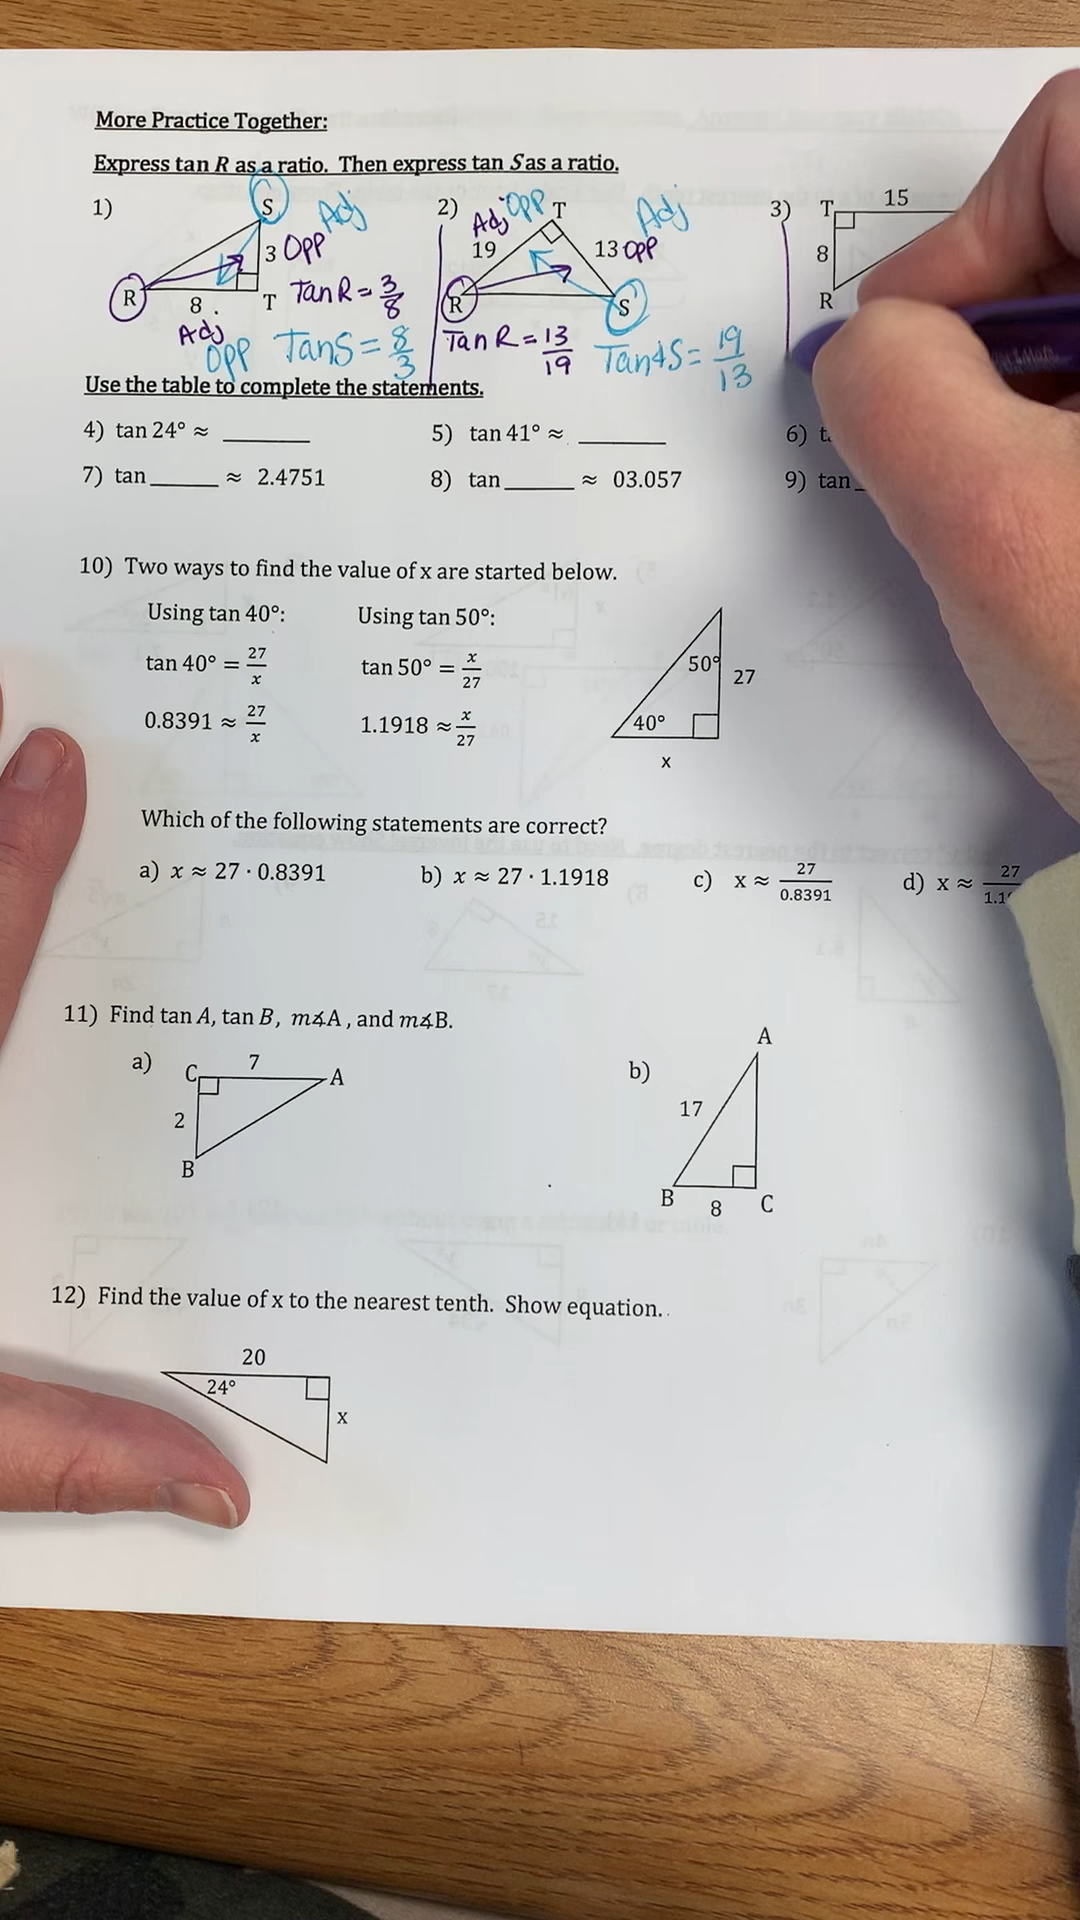 More Practice Together:
Express tan R as a ratio. Then express tan S as a ratio.
1)
S
Adj
3 Opp
R
8 .
T
Tan R = 3/8
Adj
Opp
Tan S = 8/3
2)
Adj Opp T
Adj
19
13 opp
R
S
Tan R = 13/19
Tan4S = 19/13
3)
T
15
8
R
Use the table to complete the statements.
4) tan 24° ≈ ______
5) tan 41° ≈ ______
6)
7) tan ______ ≈ 2.4751
8) tan ______ ≈ 03.057
9) tan _
10) Two ways to find the value of x are started below.
Using tan 40°:
Using tan 50°:
tan 40° = 27/x
tan 50° = x/27
0.8391 ≈ 27/x
1.1918 ≈ x/27
50°
27
40°
x
Which of the following statements are correct?
a) x ≈ 27 · 0.8391
b) x ≈ 27 · 1.1918
c) x ≈ 27/0.8391
d) x ≈ 27/1.1
11) Find tan A, tan B, m∡A , and m∡B.
a)
C
7
A
2
B
b)
A
17
B
8
C
12) Find the value of x to the nearest tenth. Show equation. .
20
24°
x